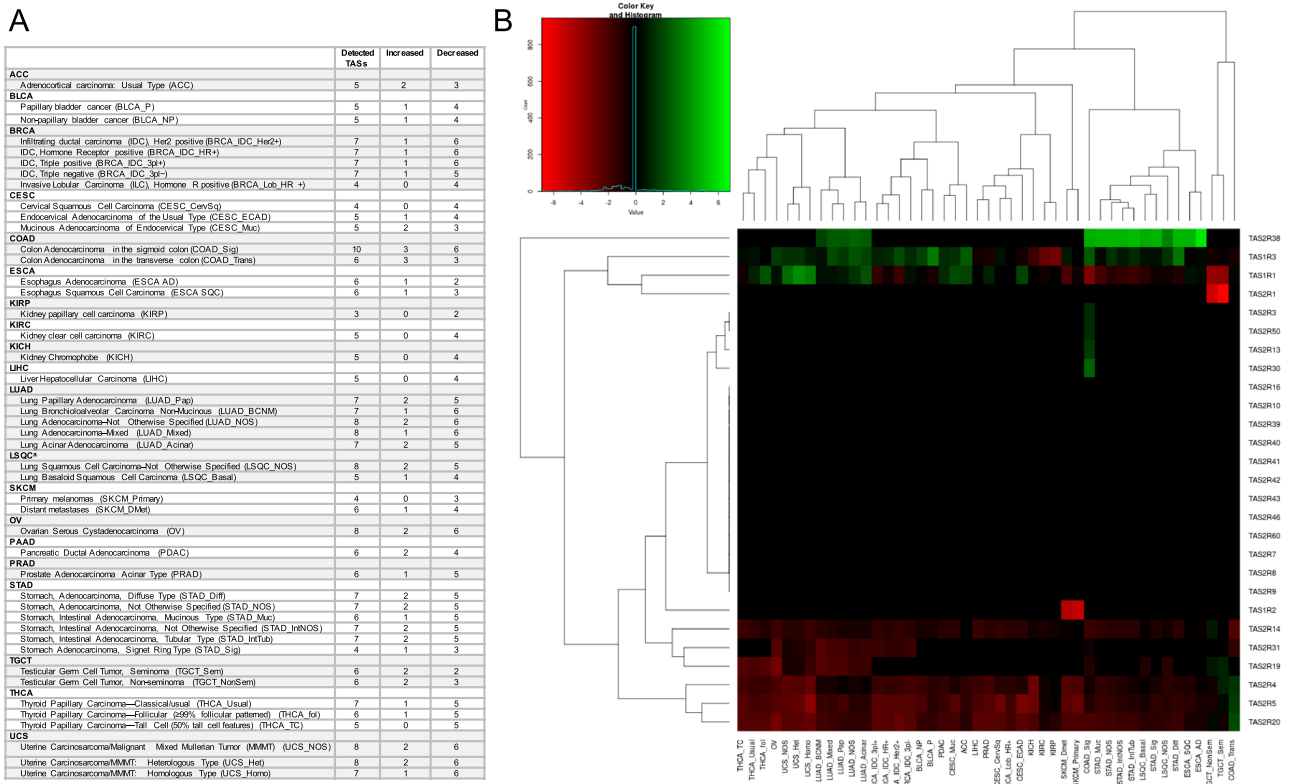 A
Detected TASs Increased Decreased
ACC
Adrenocortical carcinoma: Usual Type (ACC) 5 2 3
BLCA
Papillary bladder cancer (BLCA_P) 5 1 4
Non-papillary bladder cancer (BLCA_NP) 5 1 4
BRCA
Infiltrating ductal carcinoma (IDC), Her2 positive (BRCA_IDC_Her2+) 7 1 6
IDC, Hormone Receptor positive (BRCA_IDC_HR+) 7 1 6
IDC, Triple positive (BRCA_IDC_3pl+) 7 1 6
IDC, Triple negative (BRCA_IDC_3pl−) 7 1 5
Invasive Lobular Carcinoma (ILC), Hormone R positive (BRCA_Lob_HR +) 4 0 4
CESC
Cervical Squamous Cell Carcinoma (CESC_CervSq) 4 0 4
Endocervical Adenocarcinoma of the Usual Type (CESC_ECAD) 5 1 4
Mucinous Adenocarcinoma of Endocervical Type (CESC_Muc) 5 2 3
COAD
Colon Adenocarcinoma in the sigmoid colon (COAD_Sig) 10 3 6
Colon Adenocarcinoma in the transverse colon (COAD_Trans) 6 3 3
ESCA
Esophagus Adenocarcinoma (ESCA AD) 6 1 2
Esophagus Squamous Cell Carcinoma (ESCA SQC) 6 1 3
KIRP
Kidney papillary cell carcinoma (KIRP) 3 0 2
KIRC
Kidney clear cell carcinoma (KIRC) 5 0 4
KICH
Kidney Chromophobe (KICH) 5 0 4
LIHC
Liver Hepatocellular Carcinoma (LIHC) 5 0 4
LUAD
Lung Papillary Adenocarcinoma (LUAD_Pap) 7 2 5
Lung Bronchioloalveolar Carcinoma Non-Mucinous (LUAD_BCNM) 7 1 6
Lung Adenocarcinoma–Not Otherwise Specified (LUAD_NOS) 8 2 6
Lung Adenocarcinoma–Mixed (LUAD_Mixed) 8 1 6
Lung Acinar Adenocarcinoma (LUAD_Acinar) 7 2 5
LSQCª
Lung Squamous Cell Carcinoma–Not Otherwise Specified (LSQC_NOS) 8 2 5
Lung Basaloid Squamous Cell Carcinoma (LSQC_Basal) 5 1 4
SKCM
Primary melanomas (SKCM_Primary) 4 0 3
Distant metastases (SKCM_DMet) 6 1 4
OV
Ovarian Serous Cystadenocarcinoma (OV) 8 2 6
PAAD
Pancreatic Ductal Adenocarcinoma (PDAC) 6 2 4
PRAD
Prostate Adenocarcinoma Acinar Type (PRAD) 6 1 5
STAD
Stomach, Adenocarcinoma, Diffuse Type (STAD_Diff) 7 2 5
Stomach, Adenocarcinoma, Not Otherwise Specified (STAD_NOS) 7 2 5
Stomach, Intestinal Adenocarcinoma, Mucinous Type (STAD_Muc) 6 1 5
Stomach, Intestinal Adenocarcinoma, Not Otherwise Specified (STAD_IntNOS) 7 2 5
Stomach, Intestinal Adenocarcinoma, Tubular Type (STAD_IntTub) 7 2 5
Stomach Adenocarcinoma, Signet Ring Type (STAD_Sig) 4 1 3
TGCT
Testicular Germ Cell Tumor, Seminoma (TGCT_Sem) 6 2 2
Testicular Germ Cell Tumor, Non-seminoma (TGCT_NonSem) 6 2 3
THCA
Thyroid Papillary Carcinoma—Classical/usual (THCA_Usual) 7 1 5
Thyroid Papillary Carcinoma—Follicular (≥99% follicular patterned) (THCA_fol) 6 1 5
Thyroid Papillary Carcinoma—Tall Cell (50% tall cell features) (THCA_TC) 5 0 5
UCS
Uterine Carcinosarcoma/Malignant Mixed Mullerian Tumor (MMMT) (UCS_NOS) 8 2 6
Uterine Carcinosarcoma/MMMT: Heterologous Type (UCS_Het) 8 2 6
Uterine Carcinosarcoma/MMMT: Homologous Type (UCS_Homo) 7 1 6
B
Color Key
and Histogram
Count
0 200 400 600 800
-6 -4 -2 0 2 4 6
Value
TAS2R38
TAS1R3
TAS1R1
TAS2R1
TAS2R3
TAS2R50
TAS2R13
TAS2R30
TAS2R16
TAS2R10
TAS2R39
TAS2R40
TAS2R41
TAS2R42
TAS2R43
TAS2R46
TAS2R60
TAS2R7
TAS2R8
TAS2R9
TAS1R2
TAS2R14
TAS2R31
TAS2R19
TAS2R4
TAS2R5
TAS2R20
THCA_TC
THCA_Usual
THCA_fol
OV
UCS_NOS
UCS_Het
UCS_Homo
LUAD_BCNM
LUAD_Mixed
LUAD_Pap
LUAD_NOS
LUAD_Acinar
CA_IDC_3pl+
CA_IDC_HR+
A_IDC_Her2+
RCA_IDC_3pl-
BLCA_NP
BLCA_P
PDAC
CESC_Muc
ACC
LIHC
PRAD
CESC_CervSq
CA_Lob_HR+
CESC_ECAD
KICH
KIRC
KIRP
SKCM_Dmet
KCM_Primary
COAD_Sig
STAD_Muc
STAD_NOS
STAD_IntNOS
STAD_IntTub
LSQC_Basal
STAD_Sig
LSQC_NOS
STAD_Diff
ESCA_SQC
ESCA_AD
GCT_NonSem
TGCT_Sem
COAD_Trans